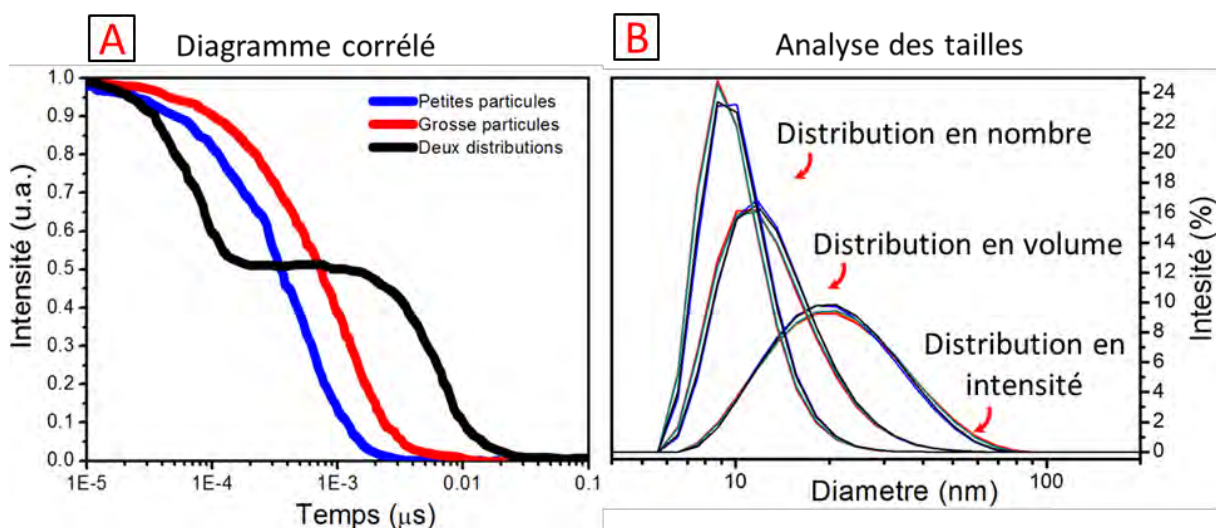 A
Diagramme corrélé
Intensité (u.a.)
1.0
0.9
0.8
0.7
0.6
0.5
0.4
0.3
0.2
0.1
0.0
Petites particules
Grosse particules
Deux distributions
1E-5
1E-4
1E-3
0.01
0.1
Temps (µs)
B
Analyse des tailles
Distribution en nombre
Distribution en volume
Distribution en
intensité
24
22
20
18
16
14
12
10
8
6
4
2
0
Intesité (%)
10
100
Diametre (nm)